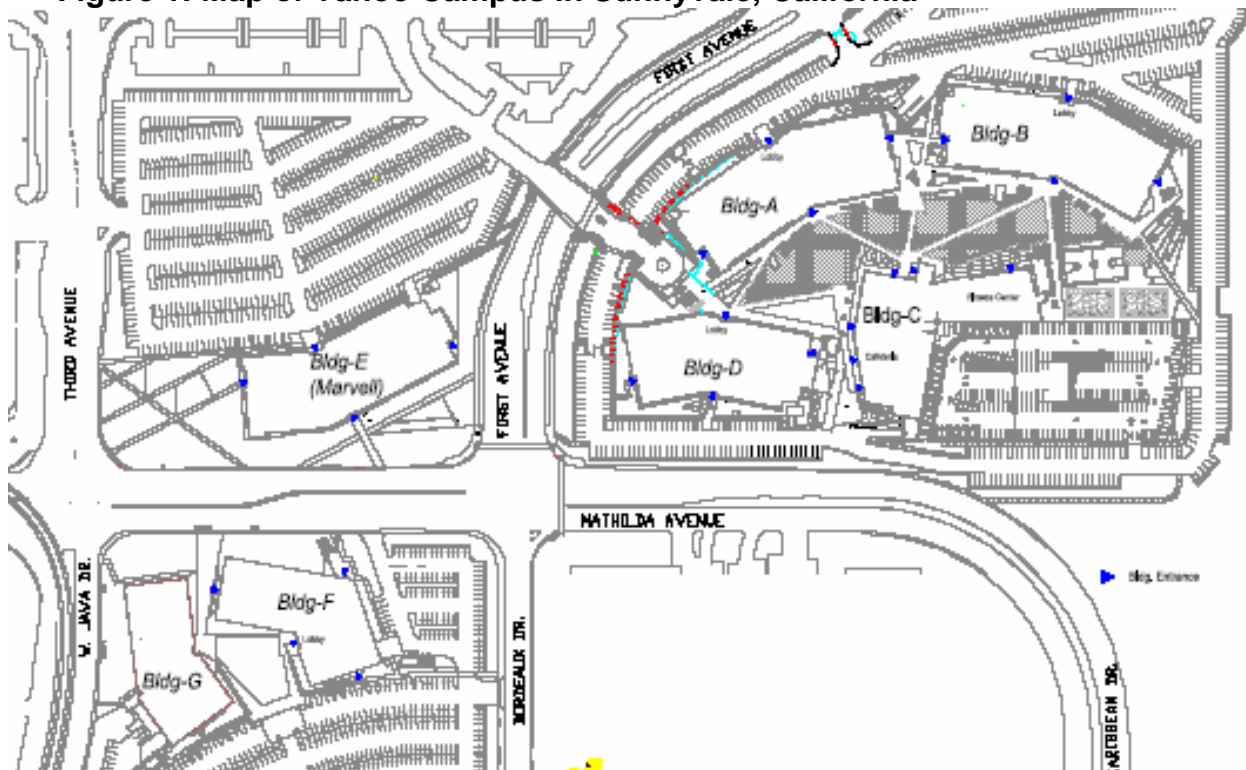 Figure 1. Map of Yahoo Campus in Sunnyvale, California
FIRST AVENUE
Bldg-B
Lobby
Bldg-A
Lobby
Bldg-C
Fitness Center
Cafeteria
Bldg-D
Lobby
Bldg-E
(Marvell)
THIRD AVENUE
FIRST AVENUE
MATHILDA AVENUE
Bldg. Entrance
W. JAVA DR.
Bldg-F
Lobby
Bldg-G
BORDEAUX DR.
CARIBBEAN DR.